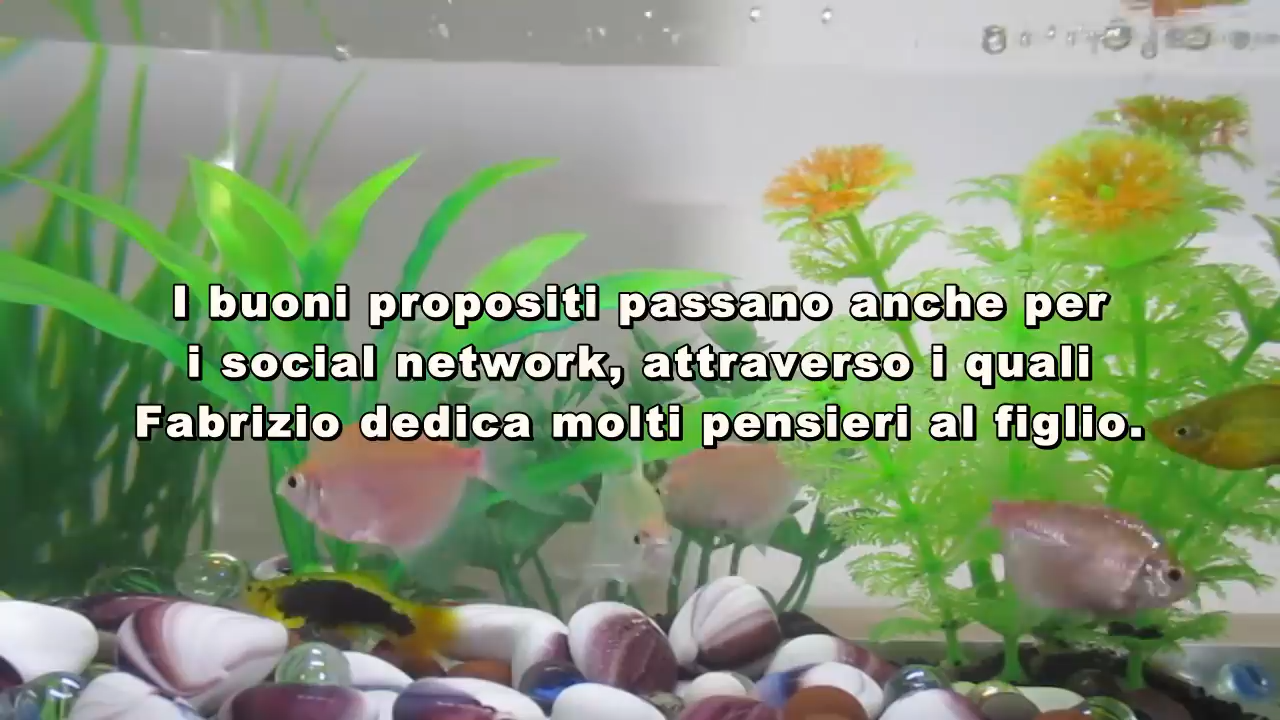 I buoni propositi passano anche per
i social network, attraverso i quali
Fabrizio dedica molti pensieri al figlio.